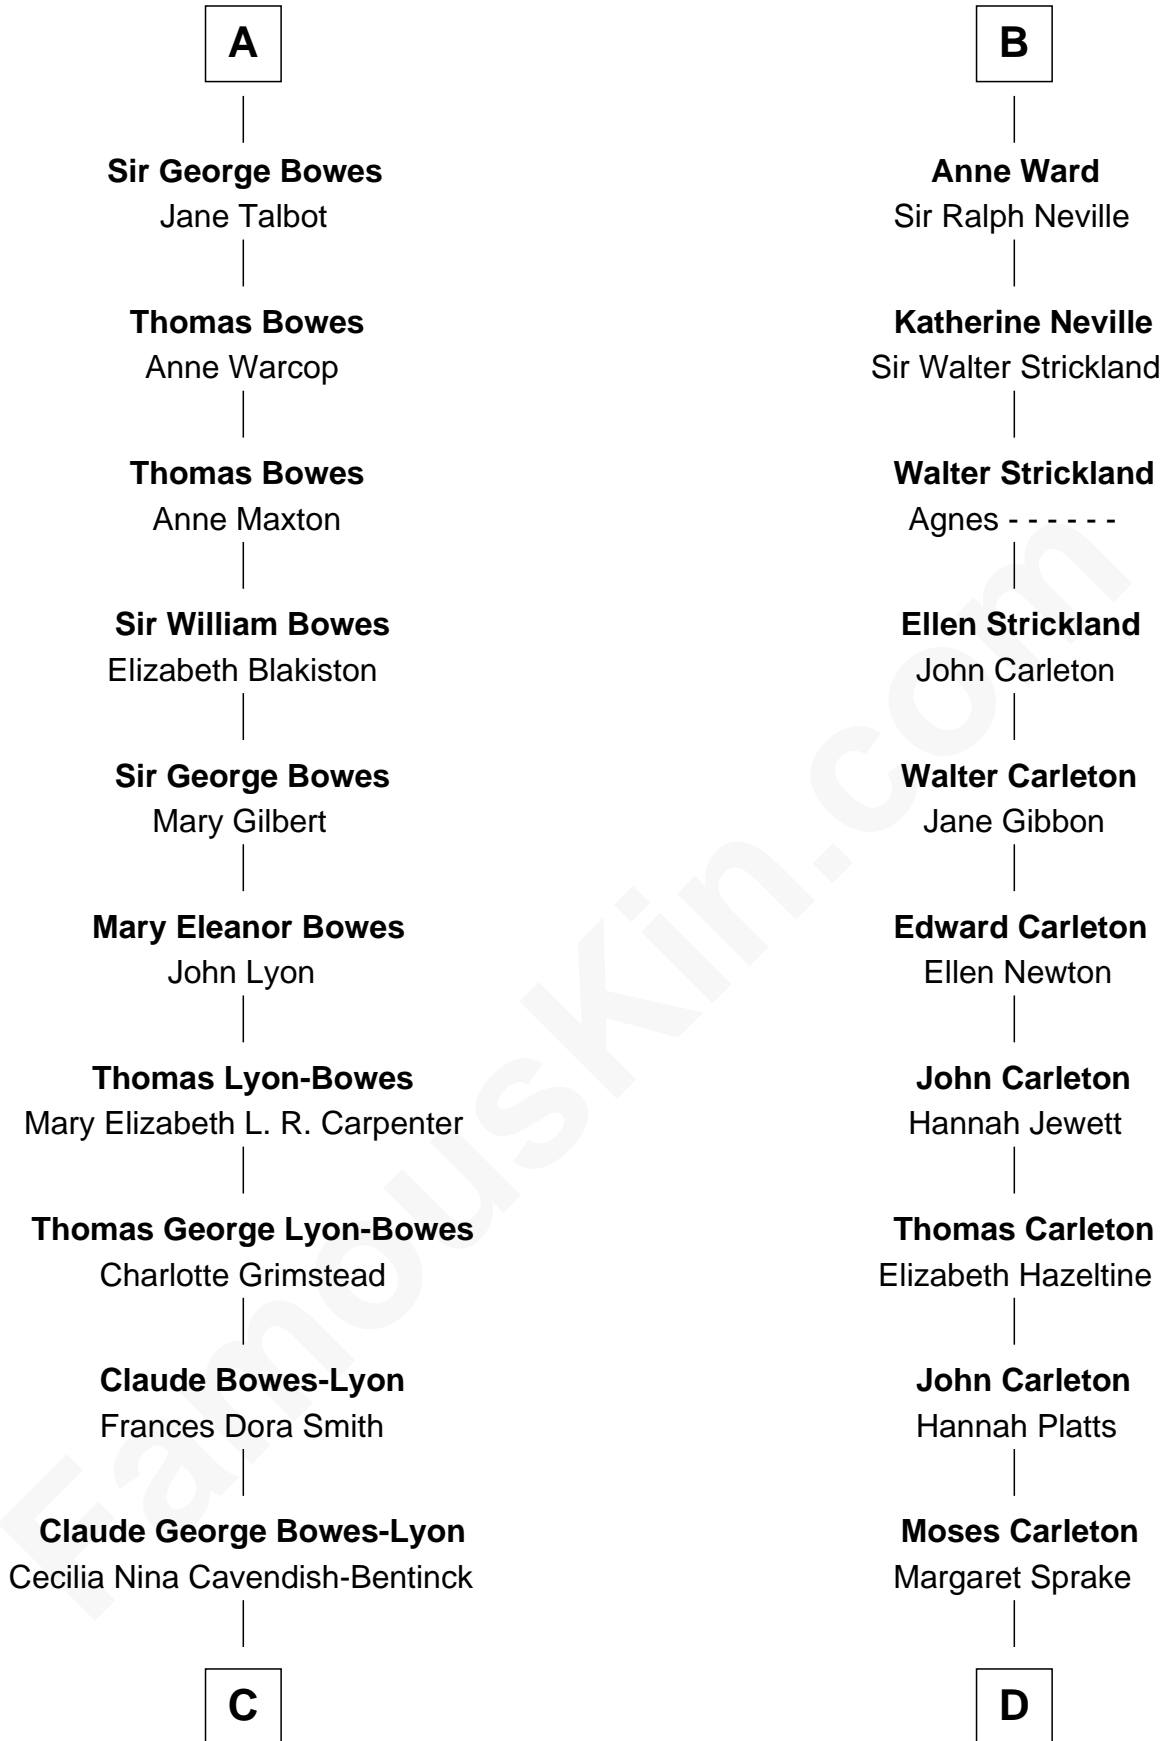 A
Sir George Bowes
Jane Talbot
Thomas Bowes
Anne Warcop
Thomas Bowes
Anne Maxton
Sir William Bowes
Elizabeth Blakiston
Sir George Bowes
Mary Gilbert
Mary Eleanor Bowes
John Lyon
Thomas Lyon-Bowes
Mary Elizabeth L. R. Carpenter
Thomas George Lyon-Bowes
Charlotte Grimstead
Claude Bowes-Lyon
Frances Dora Smith
Claude George Bowes-Lyon
Cecilia Nina Cavendish-Bentinck
C
B
Anne Ward
Sir Ralph Neville
Katherine Neville
Sir Walter Strickland
Walter Strickland
Agnes - - - - - -
Ellen Strickland
John Carleton
Walter Carleton
Jane Gibbon
Edward Carleton
Ellen Newton
John Carleton
Hannah Jewett
Thomas Carleton
Elizabeth Hazeltine
John Carleton
Hannah Platts
Moses Carleton
Margaret Sprake
D
FamousKin.com